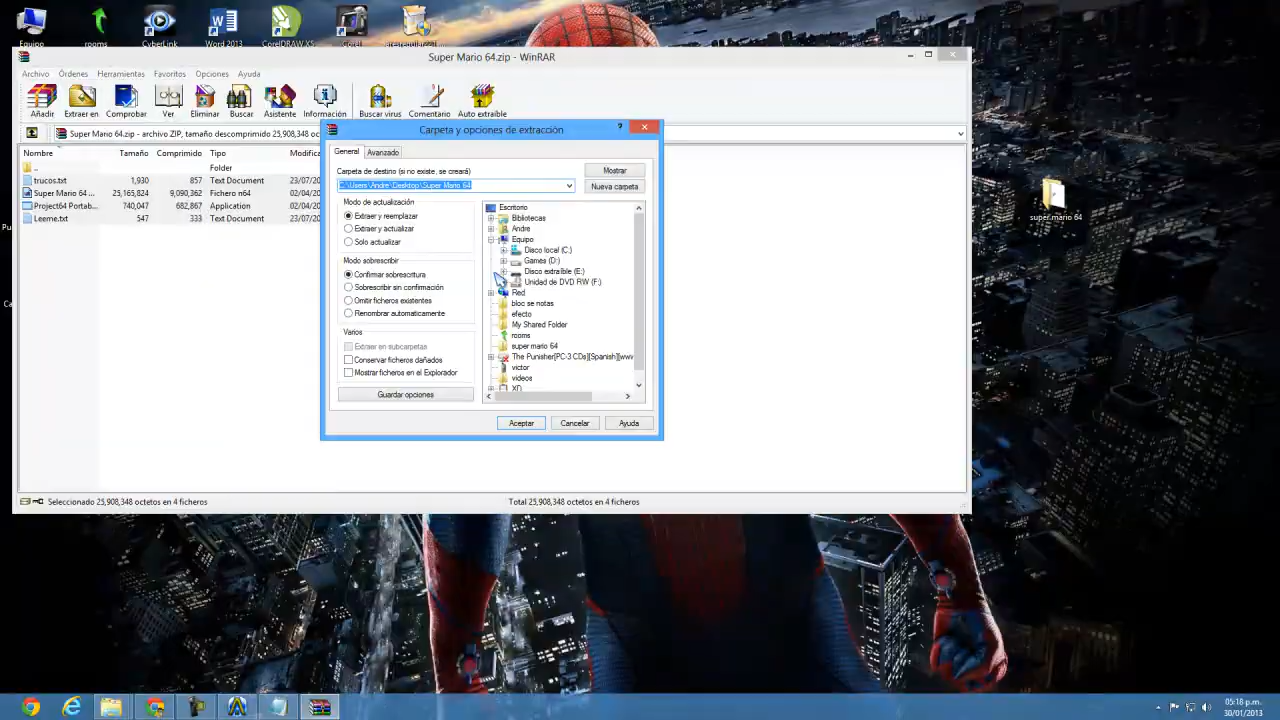 Equipo
rooms
CyberLink
Word 2013
CorelDRAW X5
Corel
Super Mario 64.zip - WinRAR
Archivo Órdenes Herramientas Favoritos Opciones Ayuda
Añadir Extraer en Comprobar Ver Eliminar Buscar Asistente Información Buscar virus Comentario Auto extraíble
Super Mario 64.zip - archivo ZIP, tamaño descomprimido 25,908,348 oc
Nombre Tamaño Comprimido Tipo Modifica
.. Folder
trucos.txt 1,930 857 Text Document 23/07/20
Super Mario 64 ... 25,165,824 9,090,362 Fichero n64 02/04/20
Project64 Portab... 740,047 682,867 Application 02/04/20
Leeme.txt 547 333 Text Document 23/07/20
Carpeta y opciones de extracción
?
General Avanzado
Carpeta de destino (si no existe, se creará)
C:\Users\Andre\Desktop\Super Mario 64
Mostrar
Nueva carpeta
Modo de actualización
Extraer y reemplazar
Extraer y actualizar
Solo actualizar
Modo sobrescribir
Confirmar sobrescritura
Sobrescribir sin confirmación
Omitir ficheros existentes
Renombrar automaticamente
Varios
Extraer en subcarpetas
Conservar ficheros dañados
Mostrar ficheros en el Explorador
Guardar opciones
Escritorio
Bibliotecas
Andre
Equipo
Disco local (C:)
Games (D:)
Disco extraíble (E:)
Unidad de DVD RW (F:)
Red
bloc se notas
efecto
My Shared Folder
rooms
super mario 64
The Punisher[PC-3 CDs][Spanish][www
victor
videos
XD
Aceptar Cancelar Ayuda
super mario 64
Seleccionado 25,908,348 octetos en 4 ficheros
Total 25,908,348 octetos en 4 ficheros
05:18 p.m.
30/01/2013